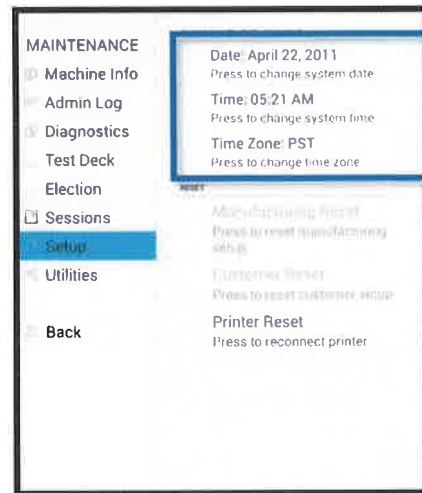 MAINTENANCE
Machine Info
Admin Log
Diagnostics
Test Deck
Election
Sessions
Setup
Utilities
Back
Date: April 22, 2011
Press to change system date
Time: 05:21 AM
Press to change system time
Time Zone: PST
Press to change time zone
RESET
Manufacturing Reset
Press to reset manufacturing
setup
Customer Reset
Press to reset customer setup
Printer Reset
Press to reconnect printer